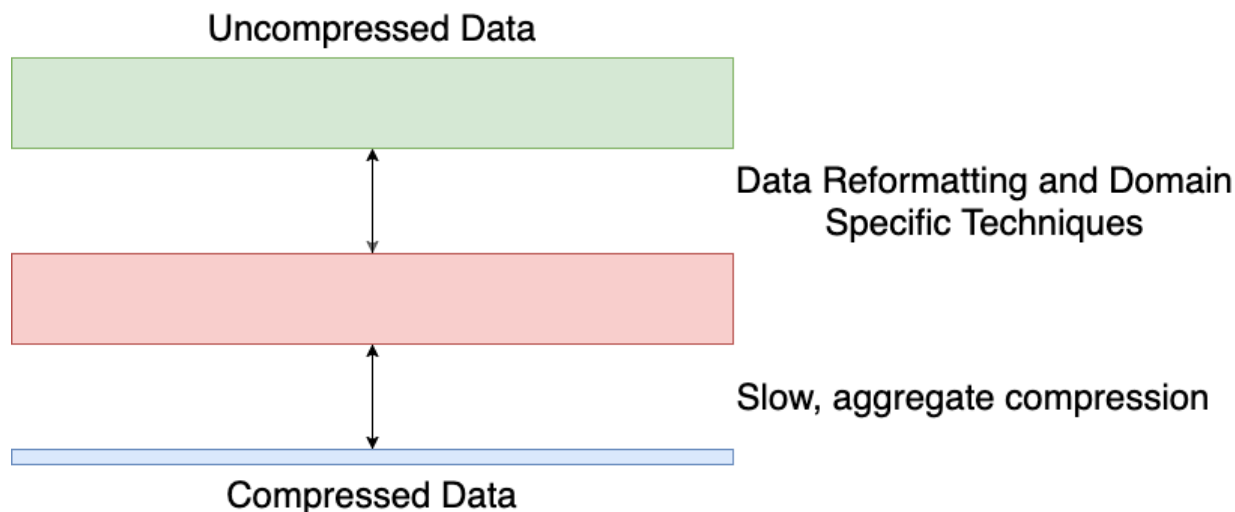 Uncompressed Data
Data Reformatting and Domain
Specific Techniques
Slow, aggregate compression
Compressed Data